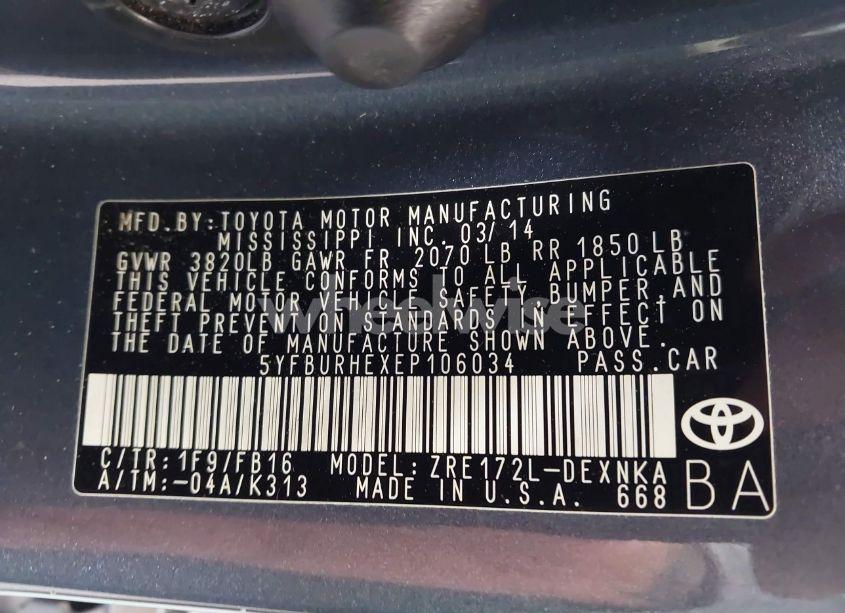 MFD.BY:TOYOTA MOTOR MANUFACTURING
MISSISSIPPI INC. 03/14
GVWR 3820LB GAWR FR 2070 LB RR 1850 LB
THIS VEHICLE CONFORMS TO ALL APPLICABLE
FEDERAL MOTOR VEHICLE SAFETY, BUMPER, AND
THEFT PREVENTION STANDARDS IN EFFECT ON
THE DATE OF MANUFACTURE SHOWN ABOVE.
5YFBURHEXEP106034 PASS.CAR
C/TR: 1F9/FB16 MODEL: ZRE172L-DEXNKA
A/TM:-04A/K313 MADE IN U.S.A. 668
BA
wheelwise